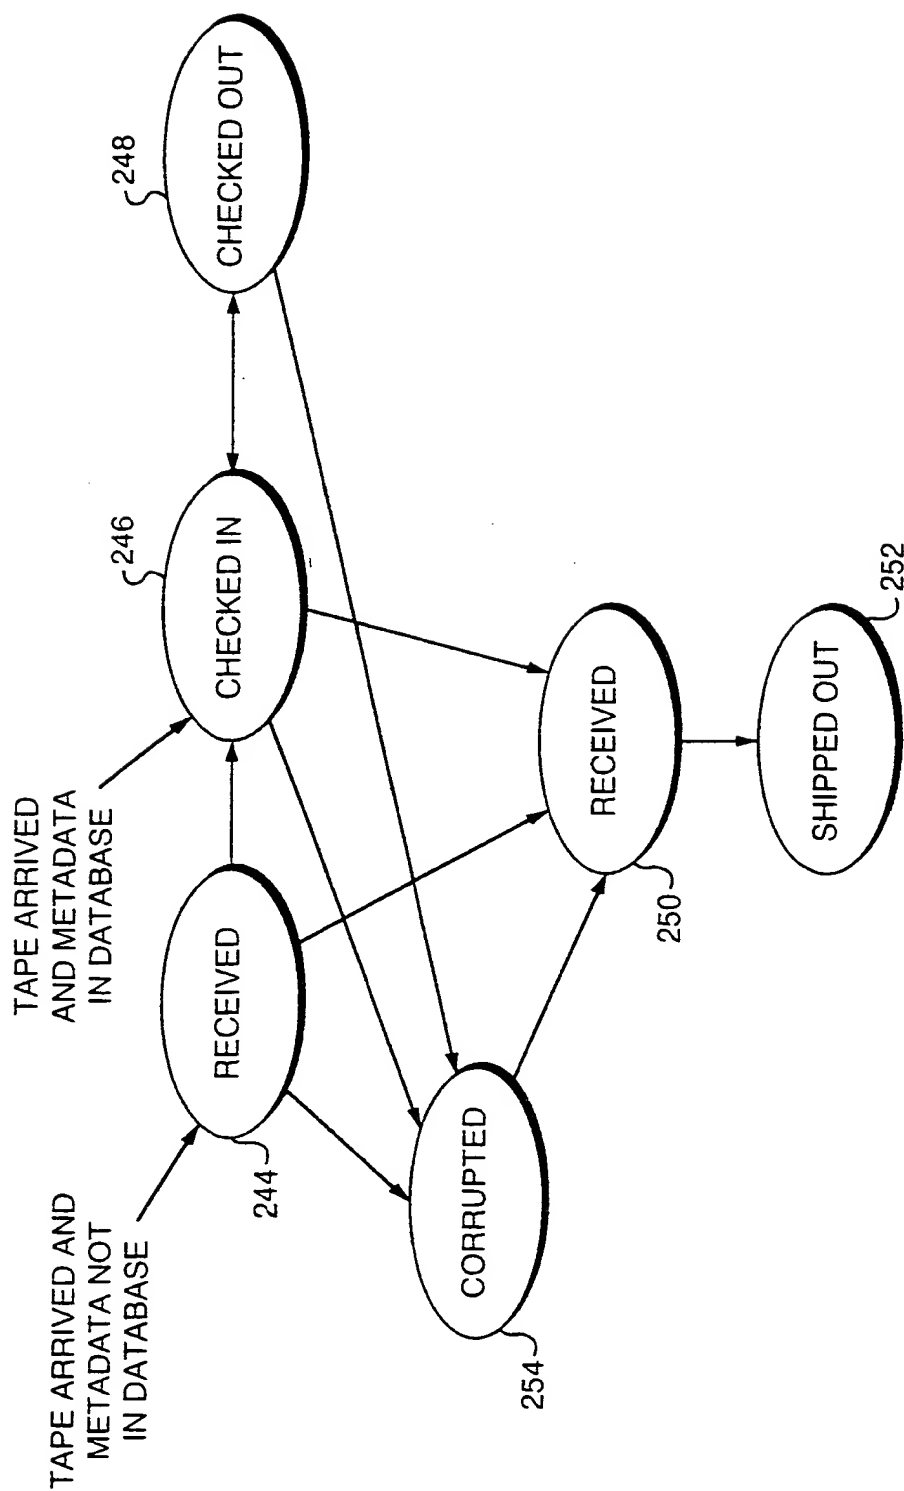 TAPE ARRIVED AND
METADATA NOT
IN DATABASE
TAPE ARRIVED
AND METADATA
IN DATABASE
244
RECEIVED
246
CHECKED IN
248
CHECKED OUT
254
CORRUPTED
250
RECEIVED
SHIPPED OUT
252